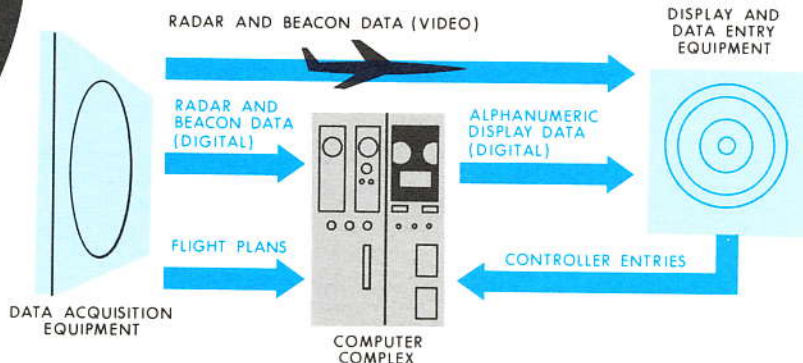 RADAR AND BEACON DATA (VIDEO)
DISPLAY AND
DATA ENTRY
EQUIPMENT
RADAR AND
BEACON DATA
(DIGITAL)
ALPHANUMERIC
DISPLAY DATA
(DIGITAL)
FLIGHT PLANS
CONTROLLER ENTRIES
DATA ACQUISITION
EQUIPMENT
COMPUTER
COMPLEX